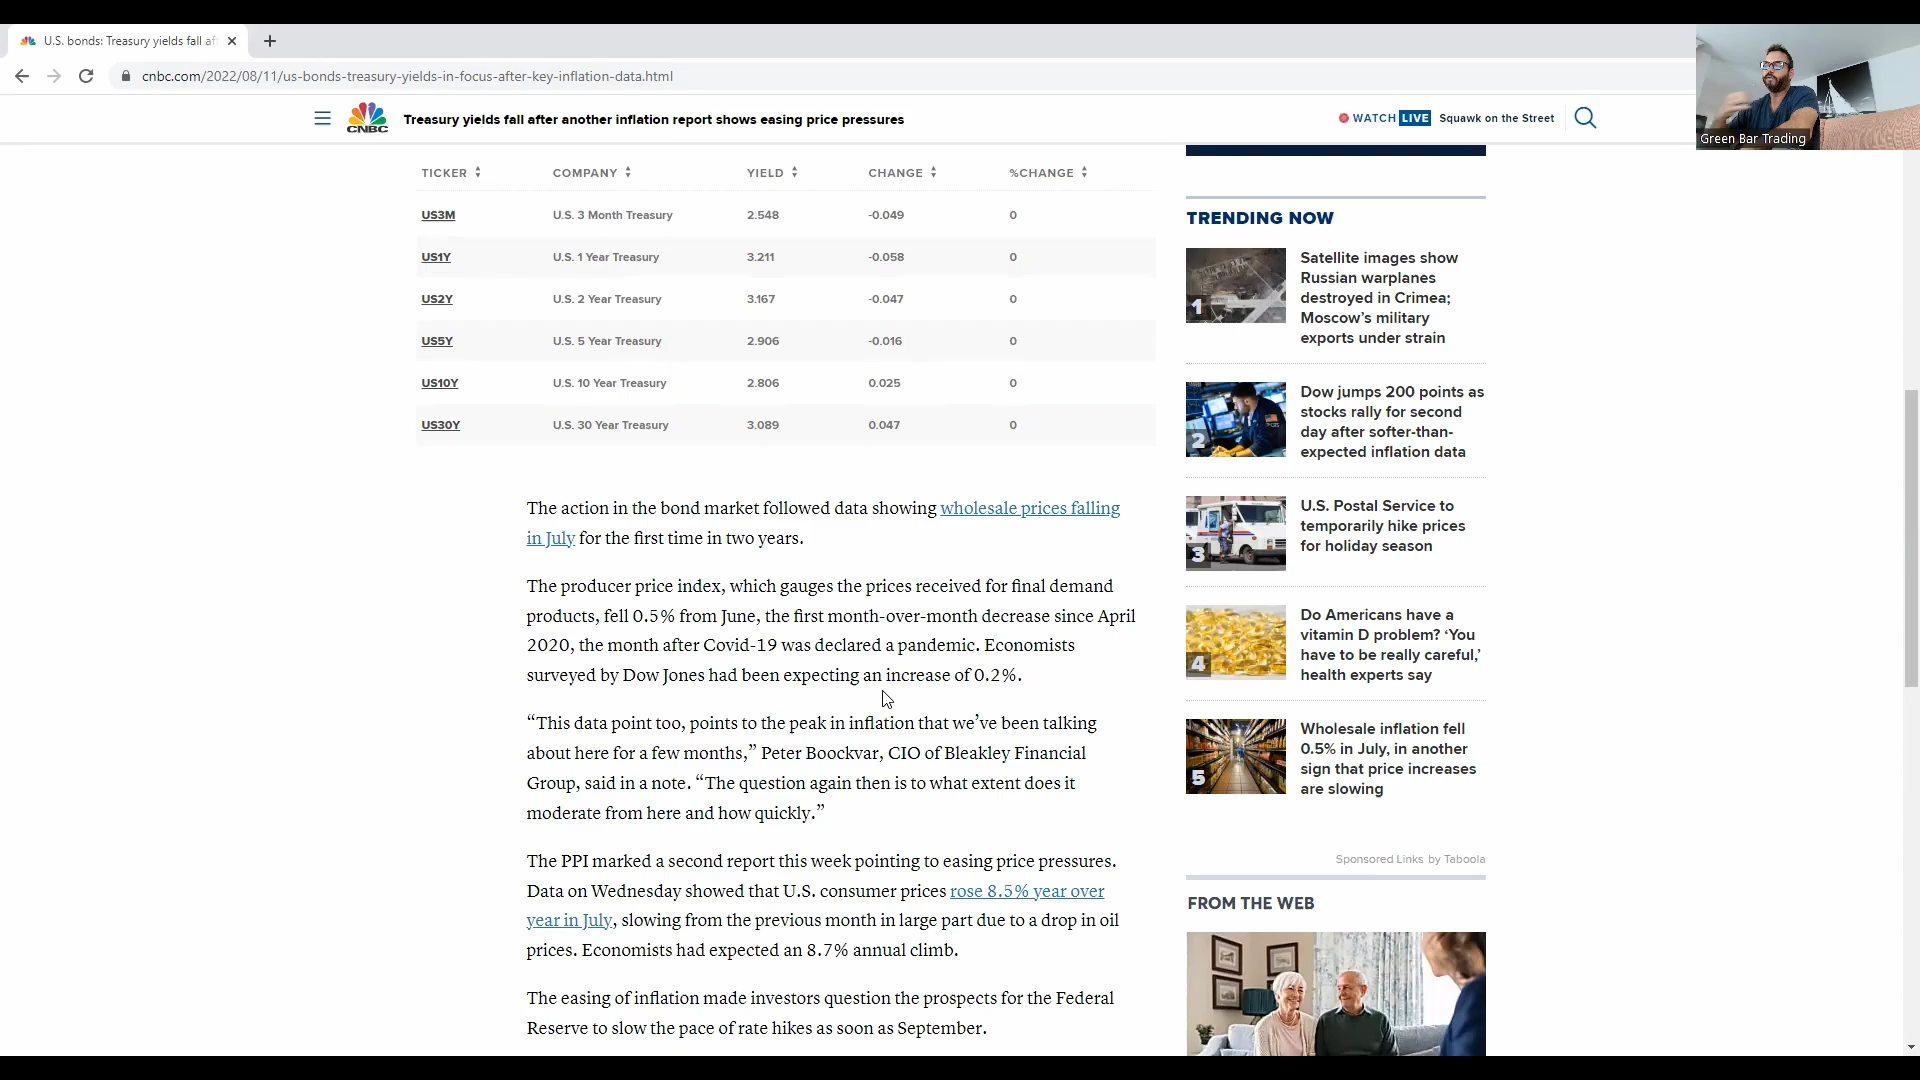 U.S. bonds: Treasury yields fall af
cnbc.com/2022/08/11/us-bonds-treasury-yields-in-focus-after-key-inflation-data.html
CNBC
Treasury yields fall after another inflation report shows easing price pressures
WATCH LIVE Squawk on the Street
Green Bar Trading
TICKER COMPANY YIELD CHANGE %CHANGE
US3M U.S. 3 Month Treasury 2.548 -0.049 0
US1Y U.S. 1 Year Treasury 3.211 -0.058 0
US2Y U.S. 2 Year Treasury 3.167 -0.047 0
US5Y U.S. 5 Year Treasury 2.906 -0.016 0
US10Y U.S. 10 Year Treasury 2.806 0.025 0
US30Y U.S. 30 Year Treasury 3.089 0.047 0
The action in the bond market followed data showing wholesale prices falling
in July for the first time in two years.
The producer price index, which gauges the prices received for final demand
products, fell 0.5% from June, the first month-over-month decrease since April
2020, the month after Covid-19 was declared a pandemic. Economists
surveyed by Dow Jones had been expecting an increase of 0.2%.
“This data point too, points to the peak in inflation that we’ve been talking
about here for a few months,” Peter Boockvar, CIO of Bleakley Financial
Group, said in a note. “The question again then is to what extent does it
moderate from here and how quickly.”
The PPI marked a second report this week pointing to easing price pressures.
Data on Wednesday showed that U.S. consumer prices rose 8.5% year over
year in July, slowing from the previous month in large part due to a drop in oil
prices. Economists had expected an 8.7% annual climb.
The easing of inflation made investors question the prospects for the Federal
Reserve to slow the pace of rate hikes as soon as September.
TRENDING NOW
1
Satellite images show
Russian warplanes
destroyed in Crimea;
Moscow’s military
exports under strain
2
Dow jumps 200 points as
stocks rally for second
day after softer-than-
expected inflation data
3
U.S. Postal Service to
temporarily hike prices
for holiday season
4
Do Americans have a
vitamin D problem? ‘You
have to be really careful,’
health experts say
5
Wholesale inflation fell
0.5% in July, in another
sign that price increases
are slowing
Sponsored Links by Taboola
FROM THE WEB